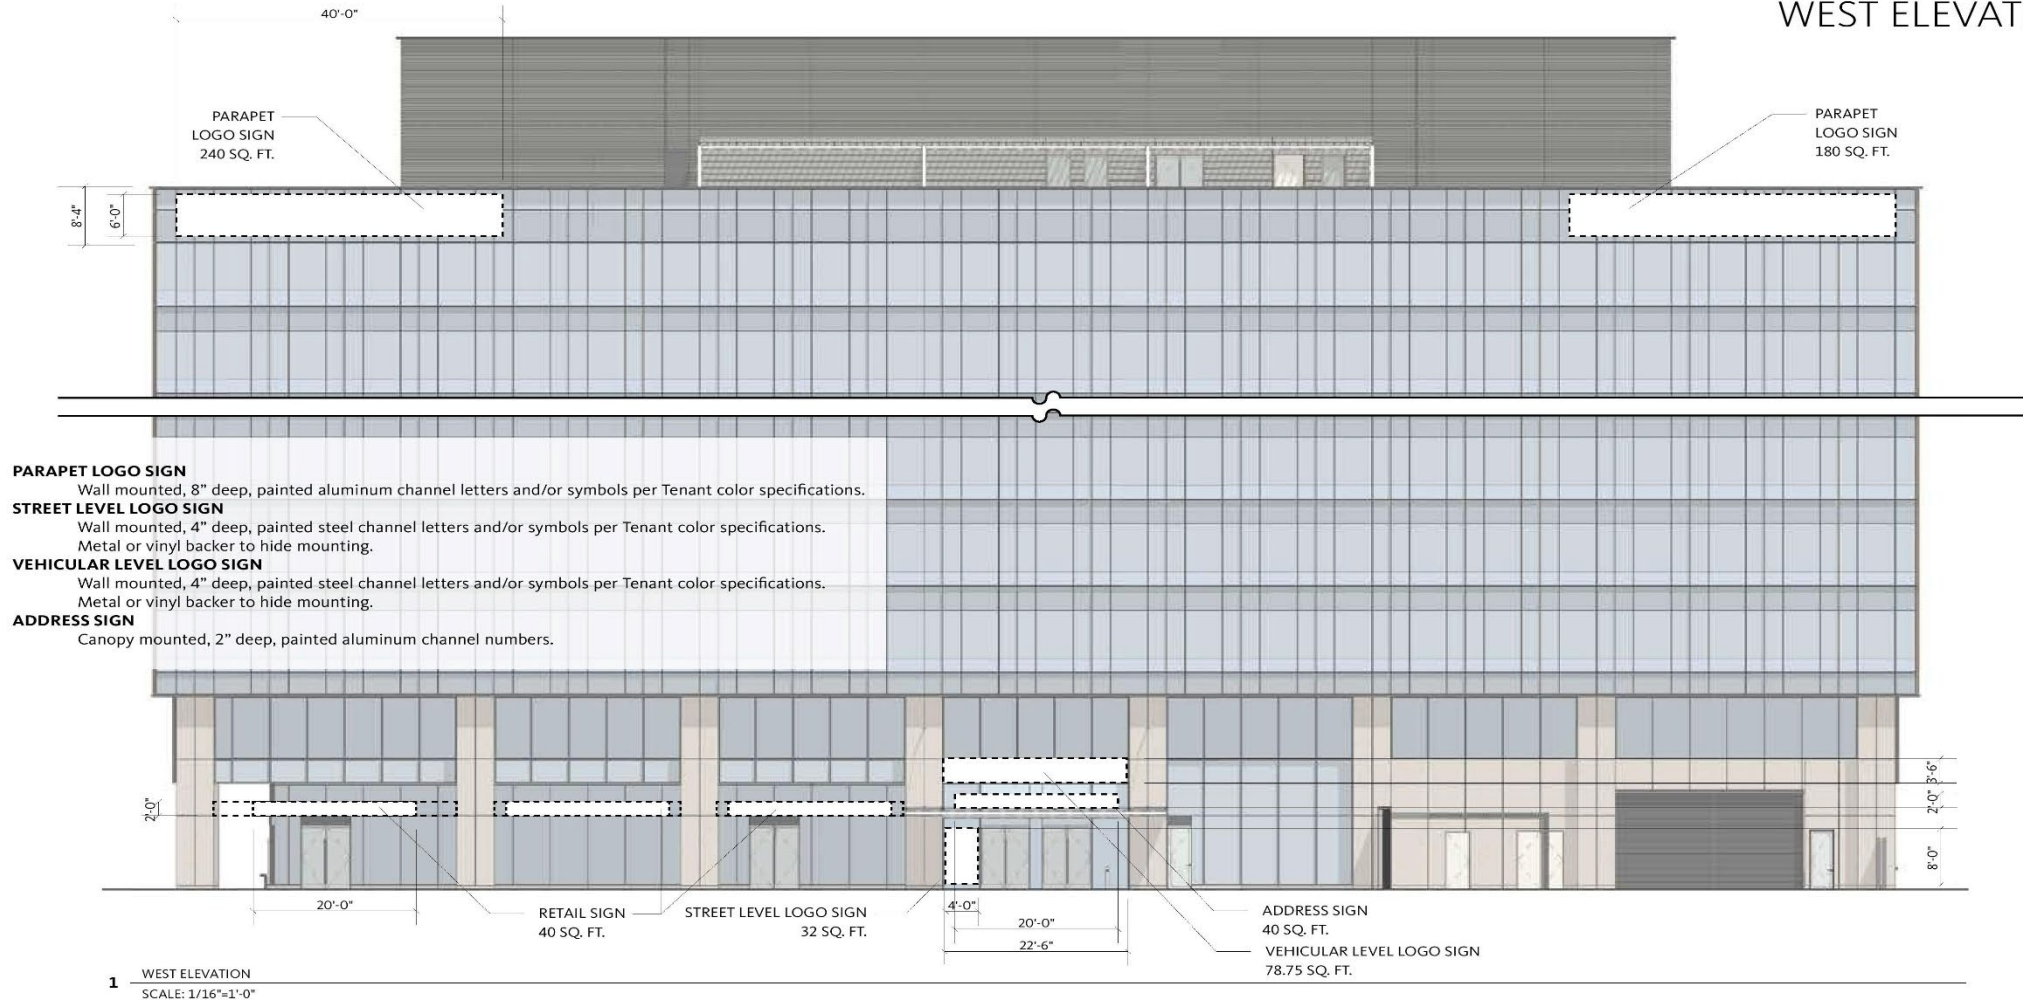 WEST ELEVAT
40'-0"
PARAPET
LOGO SIGN
240 SQ. FT.
PARAPET
LOGO SIGN
180 SQ. FT.
8'-4"
6'-0"
PARAPET LOGO SIGN
Wall mounted, 8” deep, painted aluminum channel letters and/or symbols per Tenant color specifications.
STREET LEVEL LOGO SIGN
Wall mounted, 4” deep, painted steel channel letters and/or symbols per Tenant color specifications.
Metal or vinyl backer to hide mounting.
VEHICULAR LEVEL LOGO SIGN
Wall mounted, 4” deep, painted steel channel letters and/or symbols per Tenant color specifications.
Metal or vinyl backer to hide mounting.
ADDRESS SIGN
Canopy mounted, 2” deep, painted aluminum channel numbers.
2'-0"
3'-6"
2'-0"
8'-0"
20'-0"
RETAIL SIGN
40 SQ. FT.
STREET LEVEL LOGO SIGN
32 SQ. FT.
4'-0"
20'-0"
22'-6"
ADDRESS SIGN
40 SQ. FT.
VEHICULAR LEVEL LOGO SIGN
78.75 SQ. FT.
1 WEST ELEVATION
SCALE: 1/16"=1'-0"